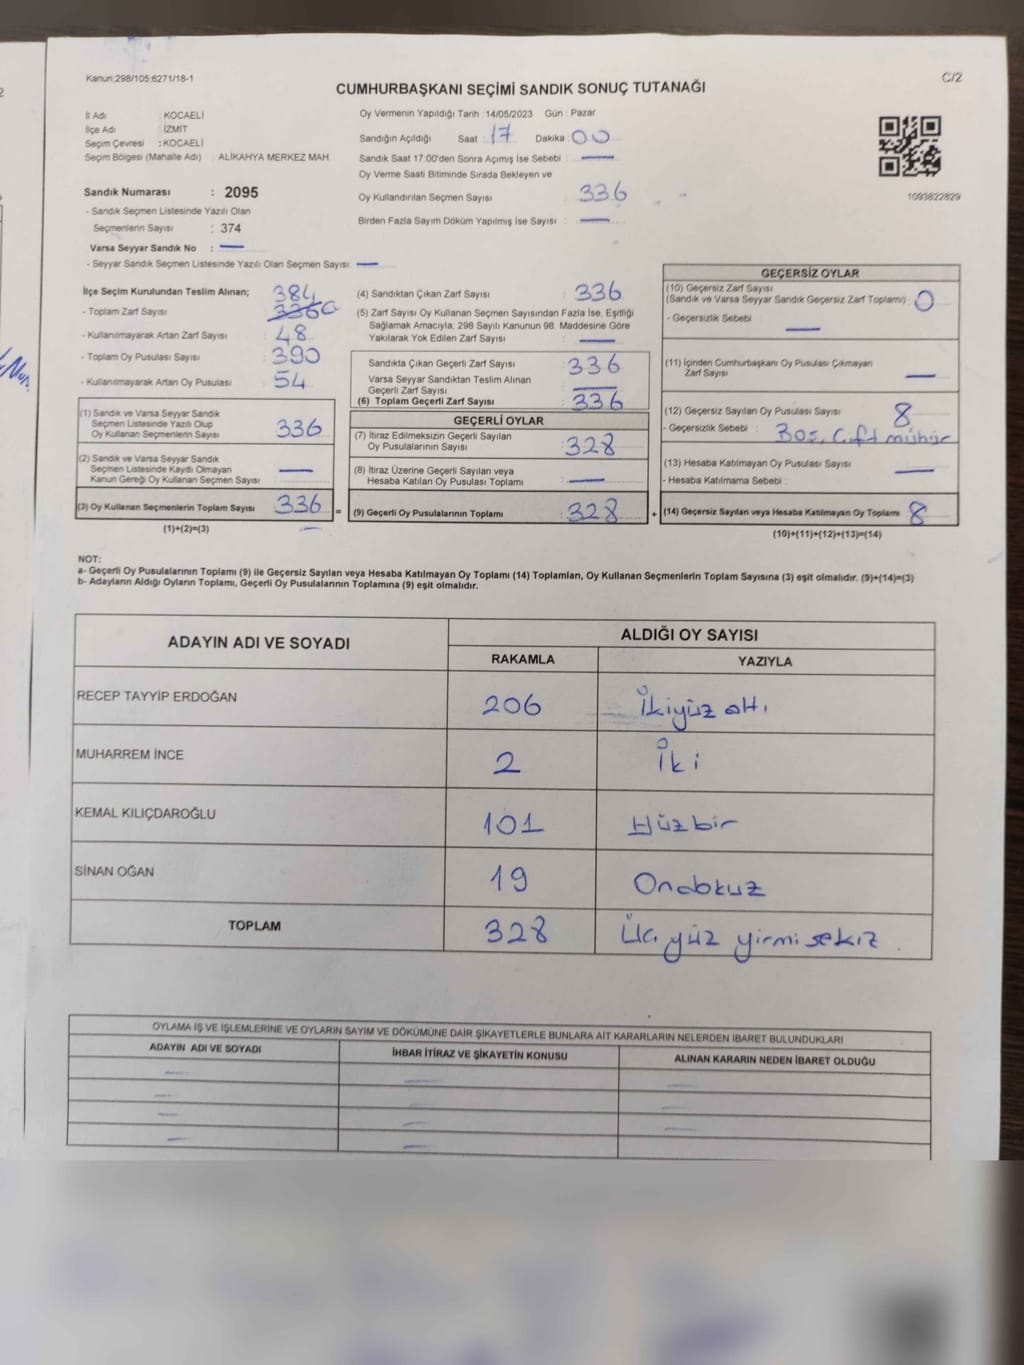 Kanun;298/105;6271/18-1
C/2
CUMHURBAŞKANI SEÇİMİ SANDIK SONUÇ TUTANAĞI
İl Adı : KOCAELİ
İlçe Adı : İZMİT
Seçim Çevresi : KOCAELİ
Seçim Bölgesi (Mahalle Adı) : ALİKAHYA MERKEZ MAH.
Sandık Numarası : 2095
- Sandık Seçmen Listesinde Yazılı Olan
Seçmenlerin Sayısı : 374
Varsa Seyyar Sandık No : —
- Seyyar Sandık Seçmen Listesinde Yazılı Olan Seçmen Sayısı: —
Oy Vermenin Yapıldığı Tarih : 14/05/2023 Gün : Pazar
Sandığın Açıldığı Saat : 17 Dakika : 00
Sandık Saat 17:00'den Sonra Açımış İse Sebebi : —
Oy Verme Saati Bitiminde Sırada Bekleyen ve
Oy Kullandırılan Seçmen Sayısı : 336
Birden Fazla Sayım Döküm Yapılmış İse Sayısı : —
1093822829
İlçe Seçim Kurulundan Teslim Alınan; 384
- Toplam Zarf Sayısı : 336
- Kullanılmayarak Artan Zarf Sayısı : 48
- Toplam Oy Pusulası Sayısı : 390
- Kullanılmayarak Artan Oy Pusulası : 54
(1) Sandık ve Varsa Seyyar Sandık
Seçmen Listesinde Yazılı Olup
Oy Kullanan Seçmenlerin Sayısı : 336
(2) Sandık ve Varsa Seyyar Sandık
Seçmen Listesinde Kayıtlı Olmayan
Kanun Gereği Oy Kullanan Seçmen Sayısı : —
(3) Oy Kullanan Seçmenlerin Toplam Sayısı : 336 =
(1)+(2)=(3)
(4) Sandıktan Çıkan Zarf Sayısı : 336
(5) Zarf Sayısı Oy Kullanan Seçmen Sayısından Fazla İse, Eşitliği
Sağlamak Amacıyla, 298 Sayılı Kanunun 98. Maddesine Göre
Yakılarak Yok Edilen Zarf Sayısı : —
Sandıkta Çıkan Geçerli Zarf Sayısı : 336
Varsa Seyyar Sandıktan Teslim Alınan
Geçerli Zarf Sayısı : —
(6) Toplam Geçerli Zarf Sayısı : 336
GEÇERLİ OYLAR
(7) İtiraz Edilmeksizin Geçerli Sayılan
Oy Pusulalarının Sayısı : 328
(8) İtiraz Üzerine Geçerli Sayılan veya
Hesaba Katılan Oy Pusulası Toplamı : —
(9) Geçerli Oy Pusulalarının Toplamı : 328 +
GEÇERSİZ OYLAR
(10) Geçersiz Zarf Sayısı
(Sandık ve Varsa Seyyar Sandık Geçersiz Zarf Toplamı) : 0
- Geçersizlik Sebebi : —
(11) İçinden Cumhurbaşkanı Oy Pusulası Çıkmayan
Zarf Sayısı : —
(12) Geçersiz Sayılan Oy Pusulası Sayısı : 8
- Geçersizlik Sebebi : Boş, Çift mühür
(13) Hesaba Katılmayan Oy Pusulası Sayısı : —
- Hesaba Katılmama Sebebi :
(14) Geçersiz Sayılan veya Hesaba Katılmayan Oy Toplamı : 8
(10)+(11)+(12)+(13)=(14)
NOT:
a- Geçerli Oy Pusulalarının Toplamı (9) ile Geçersiz Sayılan veya Hesaba Katılmayan Oy Toplamı (14) Toplamları, Oy Kullanan Seçmenlerin Toplam Sayısına (3) eşit olmalıdır. (9)+(14)=(3)
b- Adayların Aldığı Oyların Toplamı, Geçerli Oy Pusulalarının Toplamına (9) eşit olmalıdır.
ADAYIN ADI VE SOYADI ALDIĞI OY SAYISI
RAKAMLA YAZIYLA
RECEP TAYYİP ERDOĞAN 206 İkiyüz altı
MUHARREM İNCE 2 İki
KEMAL KILIÇDAROĞLU 101 Yüzbir
SİNAN OĞAN 19 Ondokuz
TOPLAM 328 Üç yüz yirmi sekiz
OYLAMA İŞ VE İŞLEMLERİNE VE OYLARIN SAYIM VE DÖKÜMÜNE DAİR ŞİKAYETLERLE BUNLARA AİT KARARLARIN NELERDEN İBARET BULUNDUKLARI
ADAYIN ADI VE SOYADI İHBAR İTİRAZ VE ŞİKAYETİN KONUSU ALINAN KARARIN NEDEN İBARET OLDUĞU